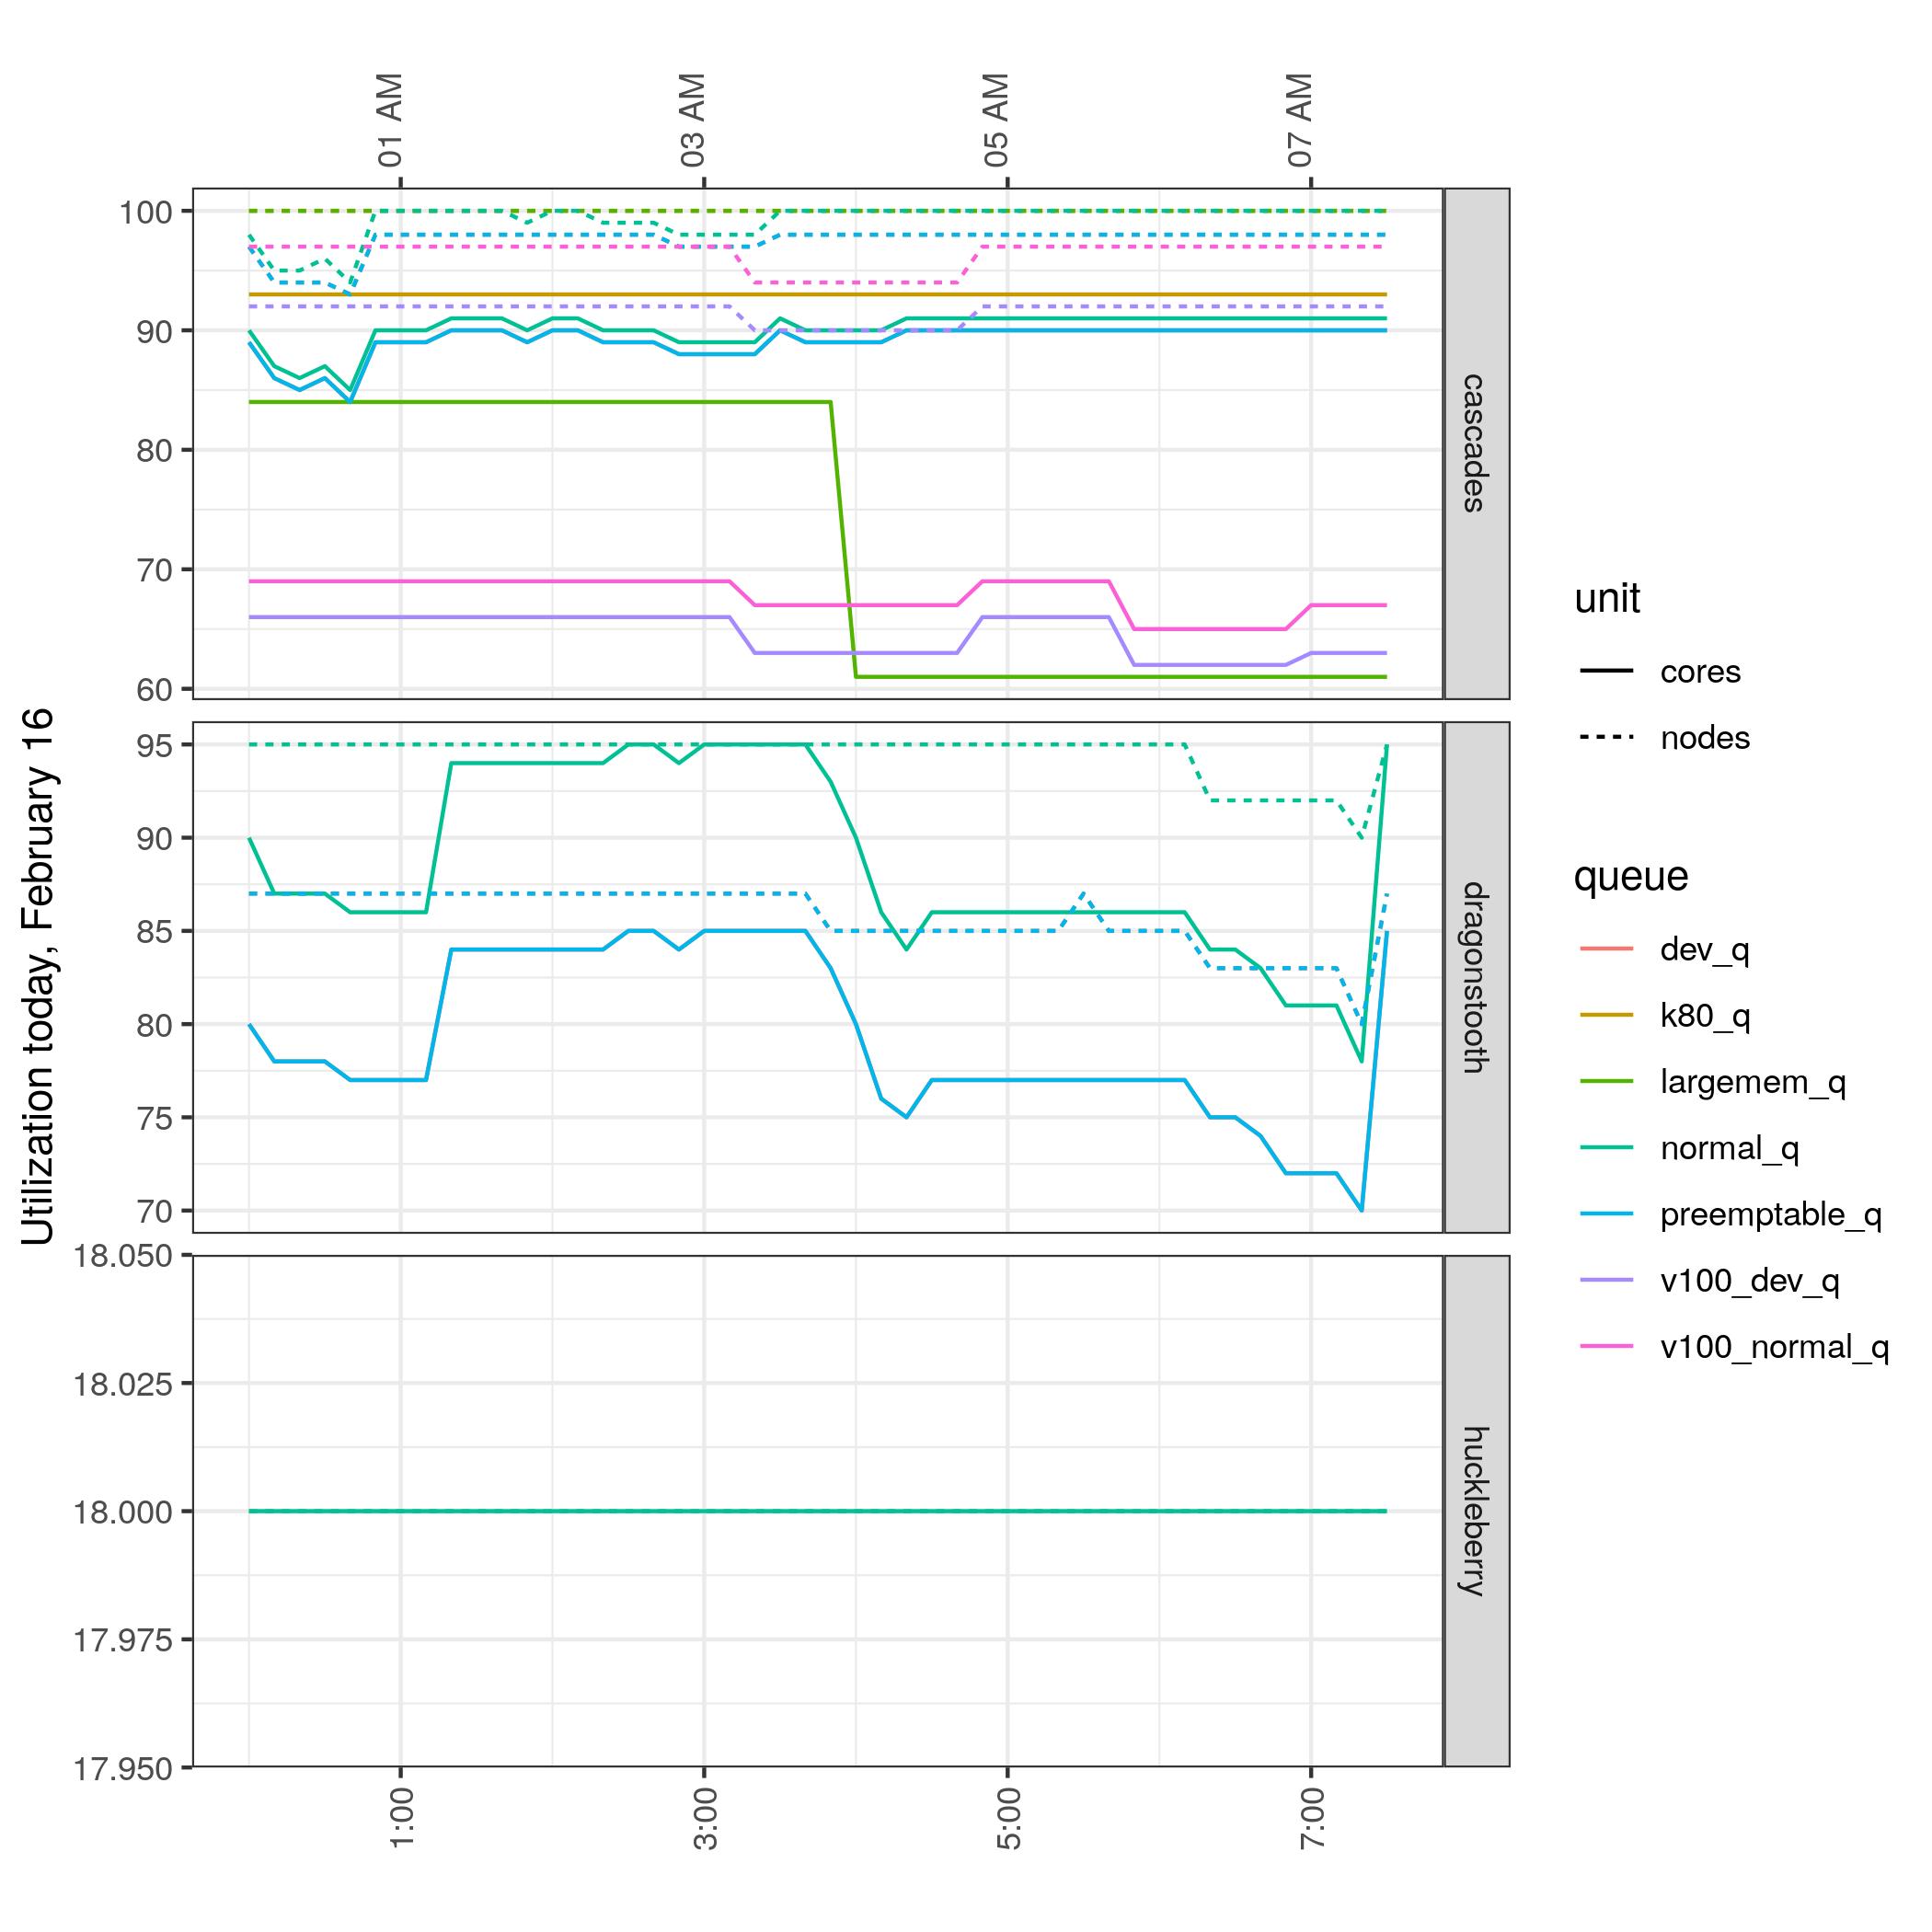 01 AM
03 AM
05 AM
07 AM
Utilization today, February 16
100
90
80
70
60
cascades
95
90
85
80
75
70
dragonstooth
18.050
18.025
18.000
17.975
17.950
huckleberry
1:00
3:00
5:00
7:00
unit
cores
nodes
queue
dev_q
k80_q
largemem_q
normal_q
preemptable_q
v100_dev_q
v100_normal_q